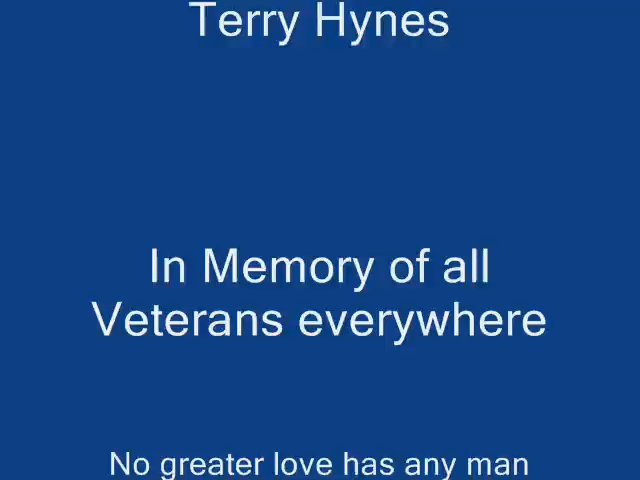 Terry Hynes
In Memory of all
Veterans everywhere
No greater love has any man